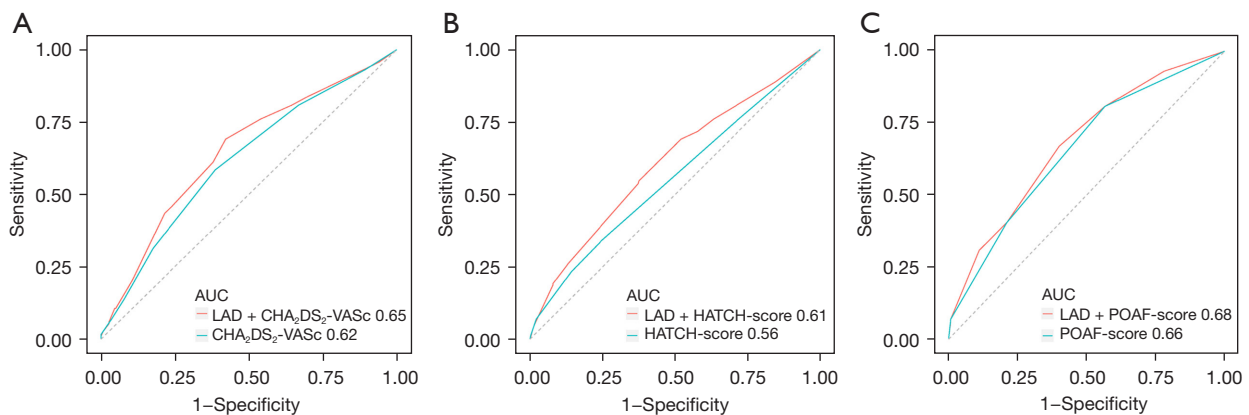 A
1.00
0.75
0.50
0.25
0.00
Sensitivity
AUC
LAD + CHA₂DS₂-VASc 0.65
CHA₂DS₂-VASc 0.62
0.00 0.25 0.50 0.75 1.00
1–Specificity
B
1.00
0.75
0.50
0.25
0.00
Sensitivity
AUC
LAD + HATCH-score 0.61
HATCH-score 0.56
0.00 0.25 0.50 0.75 1.00
1–Specificity
C
1.00
0.75
0.50
0.25
0.00
Sensitivity
AUC
LAD + POAF-score 0.68
POAF-score 0.66
0.00 0.25 0.50 0.75 1.00
1–Specificity